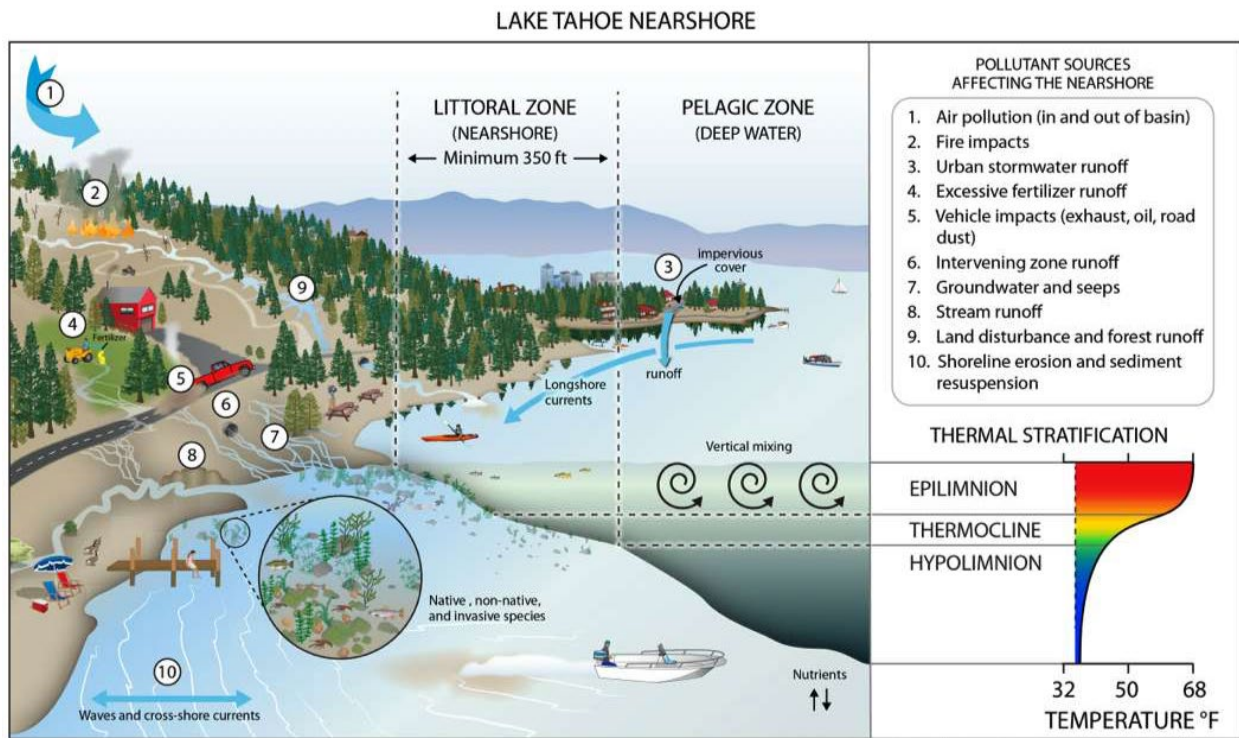 LAKE TAHOE NEARSHORE
LITTORAL ZONE
(NEARSHORE)
Minimum 350 ft
PELAGIC ZONE
(DEEP WATER)
1
2
9
3
impervious
cover
4
Fertilizer
5
6
7
8
runoff
Longshore
currents
Vertical mixing
Native , non-native,
and invasive species
10
Waves and cross-shore currents
Nutrients
POLLUTANT SOURCES
AFFECTING THE NEARSHORE
1. Air pollution (in and out of basin)
2. Fire impacts
3. Urban stormwater runoff
4. Excessive fertilizer runoff
5. Vehicle impacts (exhaust, oil, road
dust)
6. Intervening zone runoff
7. Groundwater and seeps
8. Stream runoff
9. Land disturbance and forest runoff
10. Shoreline erosion and sediment
resuspension
THERMAL STRATIFICATION
32 50 68
EPILIMNION
THERMOCLINE
HYPOLIMNION
32 50 68
TEMPERATURE °F